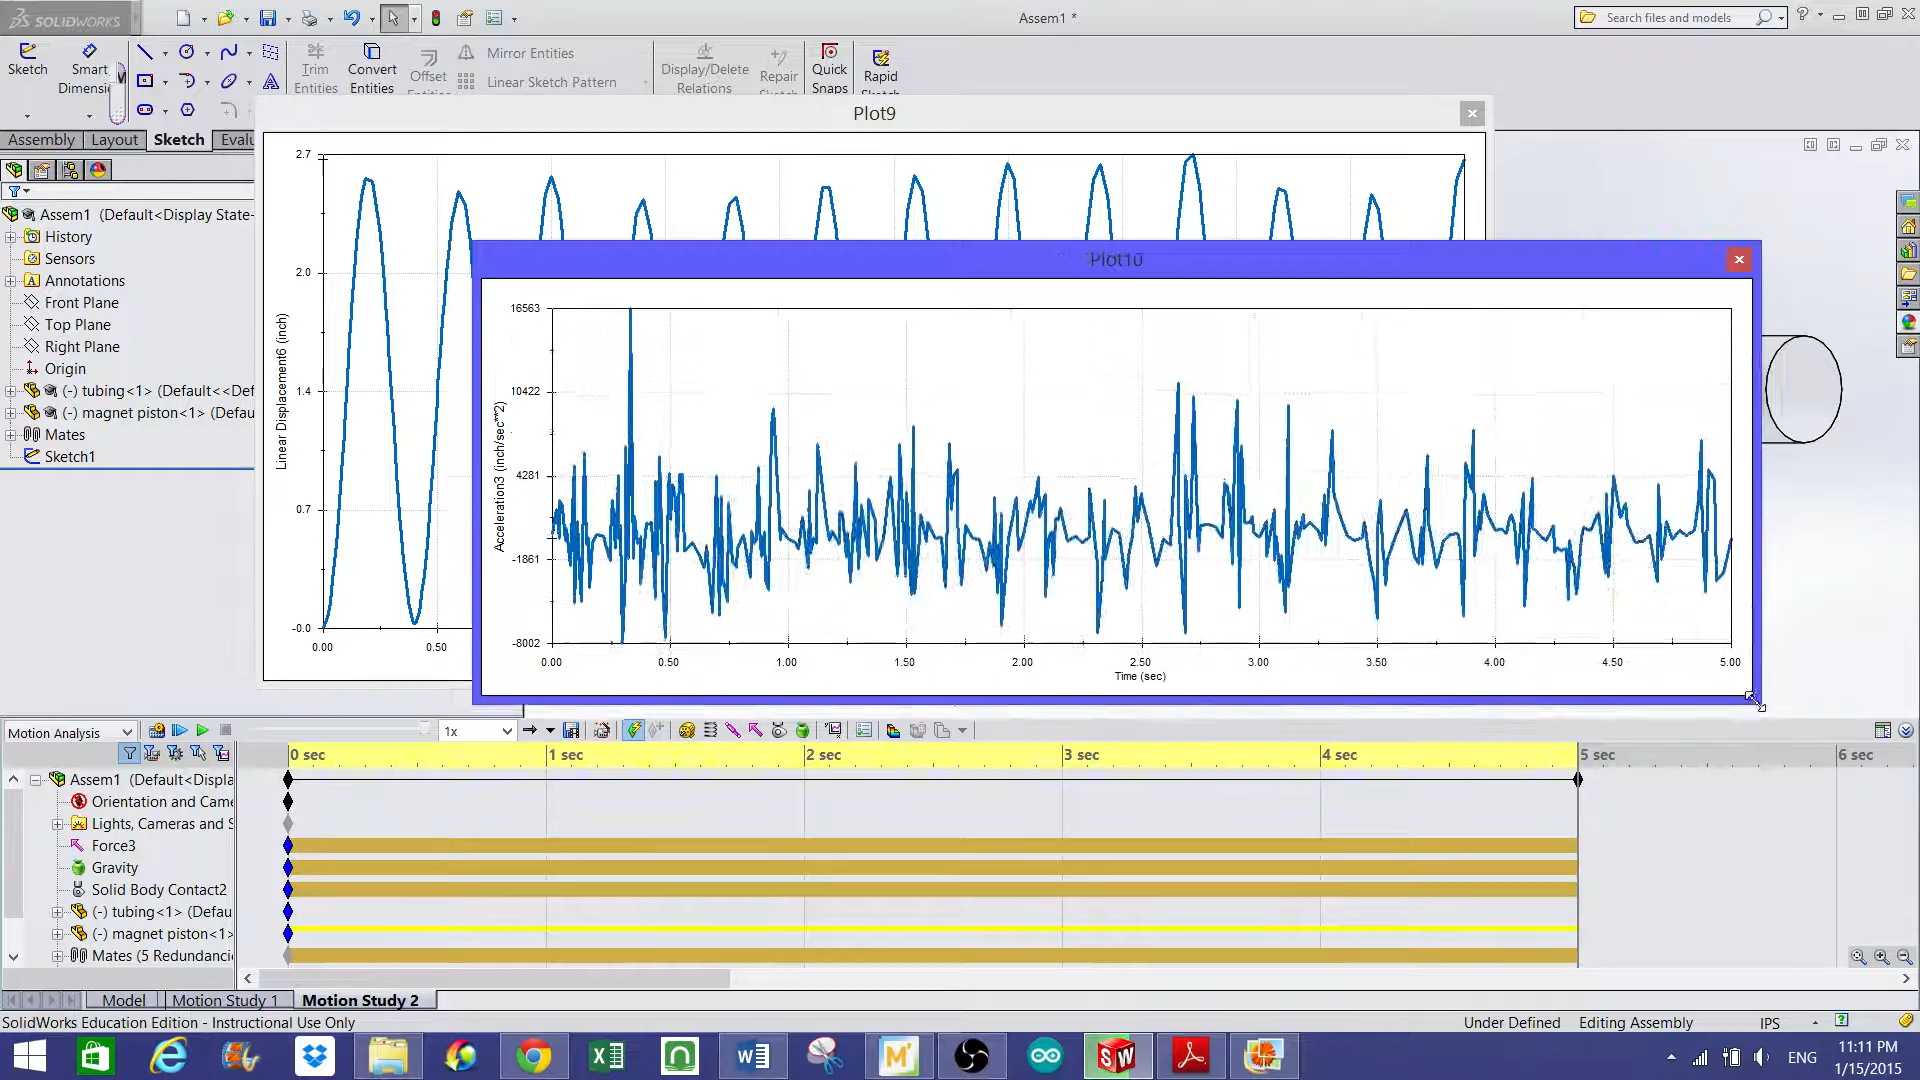 SOLIDWORKS
Assem1 *
Search files and models
Sketch
Smart
Dimensi
Trim
Entities
Convert
Entities
Offset
Mirror Entities
Linear Sketch Pattern
Display/Delete
Relations
Repair
Quick
Snaps
Rapid
Assembly
Layout
Sketch
Evalu
Assem1 (Default<Display State-
History
Sensors
Annotations
Front Plane
Top Plane
Right Plane
Origin
(-) tubing<1> (Default<<Def
(-) magnet piston<1> (Defau
Mates
Sketch1
Plot9
2.7
2.0
1.4
0.7
-0.0
Linear Displacement6 (inch)
0.00
0.50
Plot10
16563
10422
4281
-1861
-8002
Acceleration3 (inch/sec**2)
0.00 0.50 1.00 1.50 2.00 2.50 3.00 3.50 4.00 4.50 5.00
Time (sec)
Motion Analysis
1x
0 sec 1 sec 2 sec 3 sec 4 sec 5 sec 6 sec
Assem1 (Default<Displa
Orientation and Came
Lights, Cameras and S
Force3
Gravity
Solid Body Contact2
(-) tubing<1> (Defau
(-) magnet piston<1>
Mates (5 Redundanci
Model
Motion Study 1
Motion Study 2
SolidWorks Education Edition - Instructional Use Only
Under Defined
Editing Assembly
IPS
ENG
11:11 PM
1/15/2015